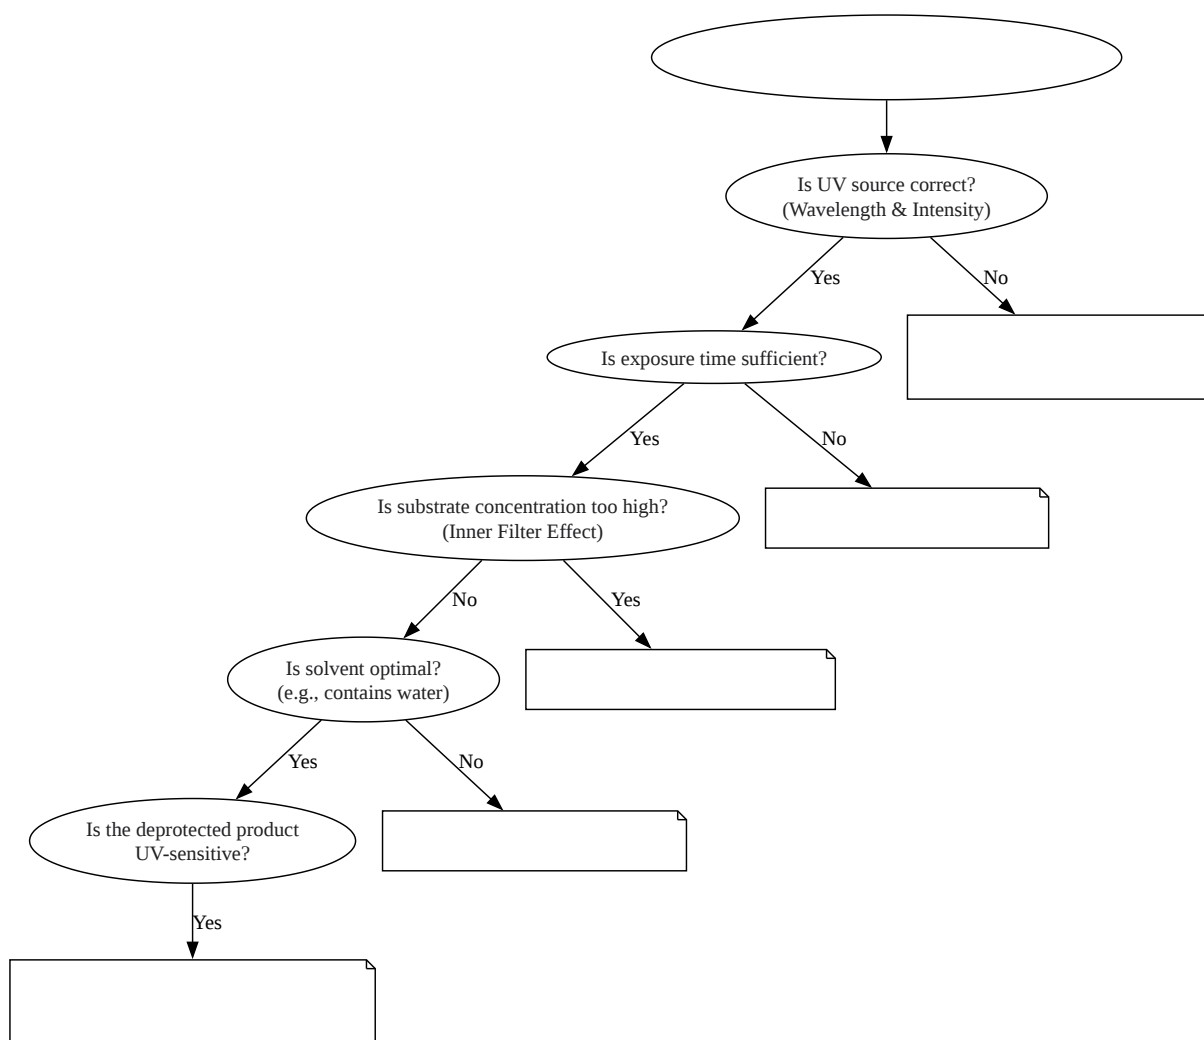 Is UV source correct?
(Wavelength & Intensity)
Yes
No
Is exposure time sufficient?
Yes
No
Is substrate concentration too high?
(Inner Filter Effect)
No
Yes
Is solvent optimal?
(e.g., contains water)
Yes
No
Is the deprotected product
UV-sensitive?
Yes